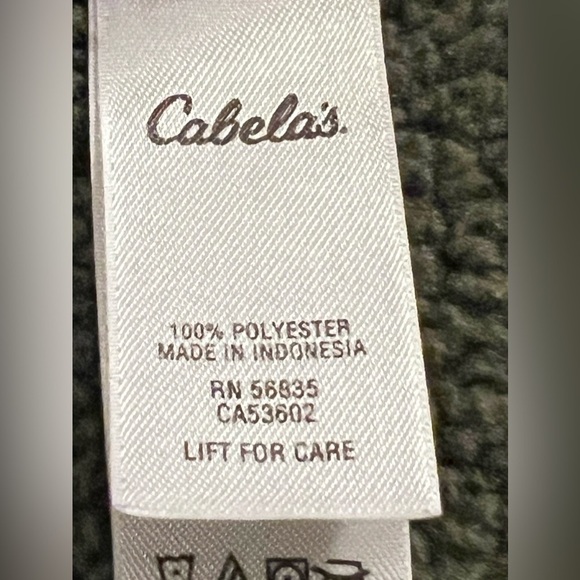 Cabela's.
100% POLYESTER
MADE IN INDONESIA
RN 56835
CA53602
LIFT FOR CARE